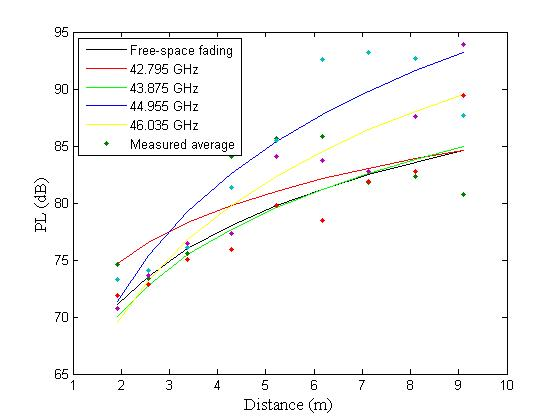 95
90
85
80
75
70
65
PL (dB)
Free-space fading
42.795 GHz
43.875 GHz
44.955 GHz
46.035 GHz
Measured average
1 2 3 4 5 6 7 8 9 10
Distance (m)